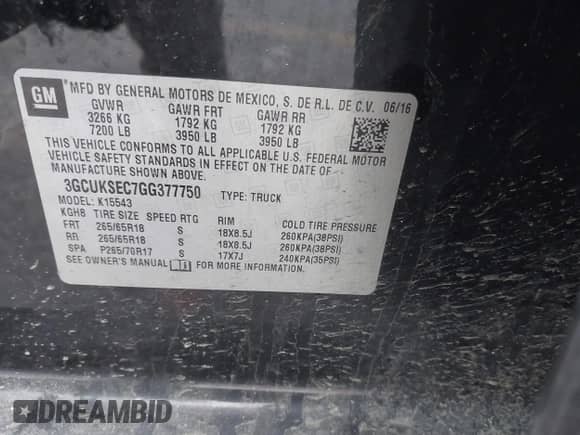 GM
*MFD BY GENERAL MOTORS DE MEXICO, S. DE R.L. DE C.V. 06/16
GVWR GAWR FRT GAWR RR
3266 KG 1792 KG 1792 KG
7200 LB 3950 LB 3950 LB
THIS VEHICLE CONFORMS TO ALL APPLICABLE U.S. FEDERAL MOTOR
VEHICLE SAFETY STANDARDS IN EFFECT ON THE DATE OF
MANUFACTURE SHOWN ABOVE.
3GCUKSEC7GG377750 TYPE: TRUCK
MODEL: K15543
KGH8 TIRE SIZE SPEED RTG RIM COLD TIRE PRESSURE
FRT 265/65R18 S 18X8.5J 260KPA(38PSI)
RR 265/65R18 S 18X8.5J 260KPA(38PSI)
SPA P265/70R17 S 17X7J 240KPA(35PSI)
SEE OWNER'S MANUAL FOR MORE INFORMATION.
DREAMBID